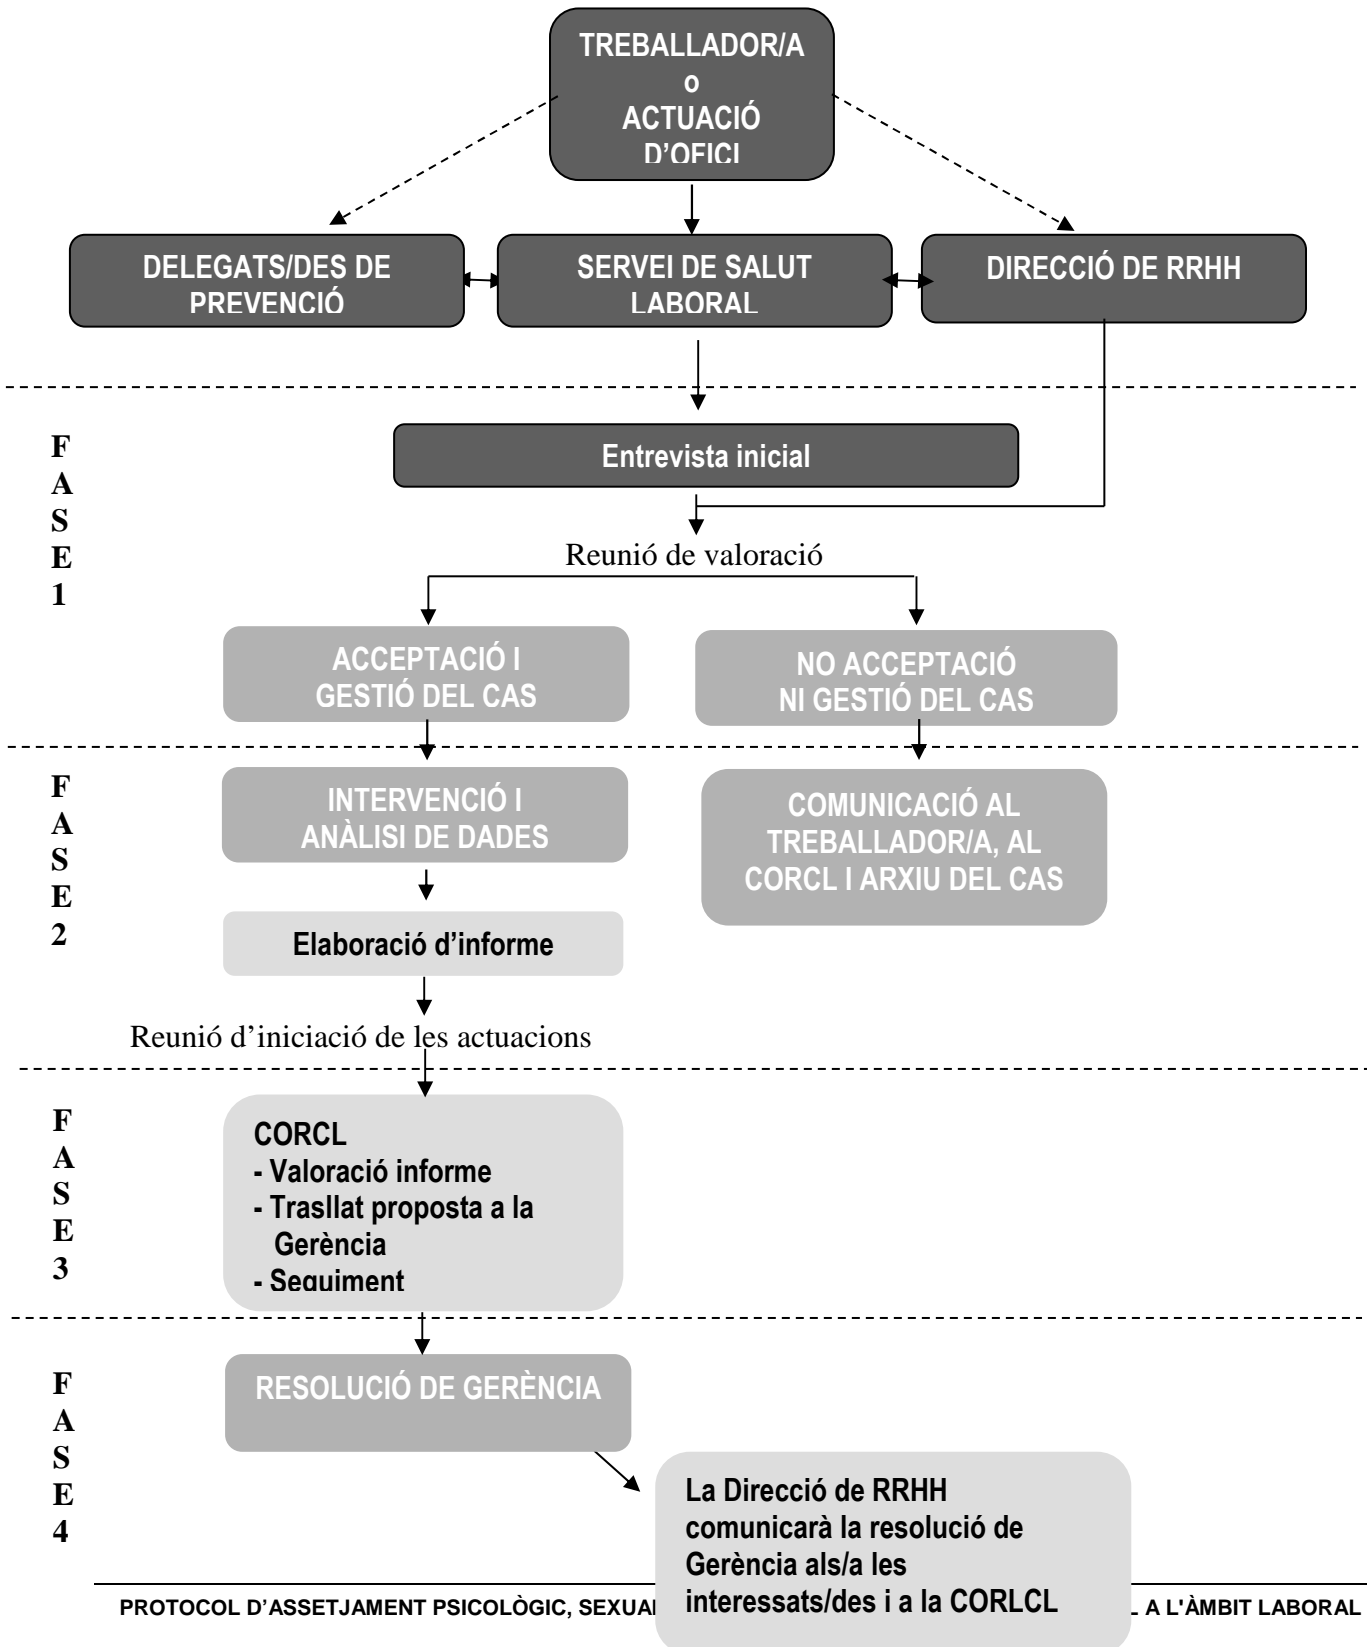 TREBALLADOR/A
o
ACTUACIÓ
D'OFICI
DELEGATS/DES DE
PREVENCIÓ
SERVEI DE SALUT
LABORAL
DIRECCIÓ DE RRHH
F
A
S
E
1
Entrevista inicial
Reunió de valoració
ACCEPTACIÓ I
GESTIÓ DEL CAS
NO ACCEPTACIÓ
NI GESTIÓ DEL CAS
F
A
S
E
2
INTERVENCIÓ I
ANÀLISI DE DADES
COMUNICACIÓ AL
TREBALLADOR/A, AL
CORCL I ARXIU DEL CAS
Elaboració d’informe
Reunió d’iniciació de les actuacions
F
A
S
E
3
CORCL
- Valoració informe
- Trasllat proposta a la
Gerència
- Seguiment
F
A
S
E
4
RESOLUCIÓ DE GERÈNCIA
La Direcció de RRHH
comunicarà la resolució de
Gerència als/a les
interessats/des i a la CORLCL
PROTOCOL D’ASSETJAMENT PSICOLÒGIC, SEXUA L A L'ÀMBIT LABORAL